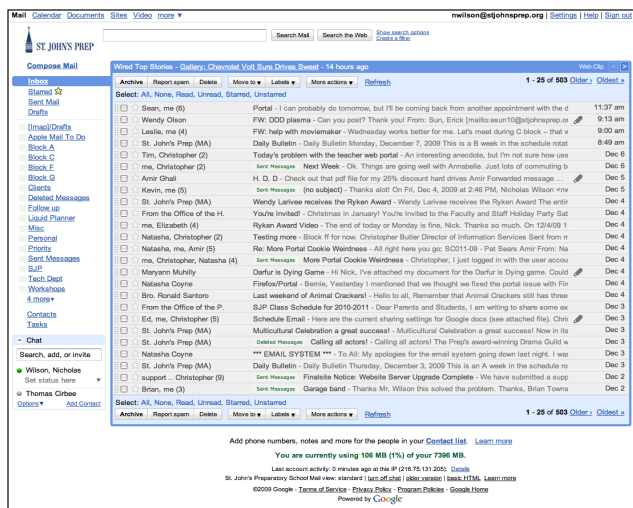 Mail Calendar Documents Sites Video more ▼
nwilson@stjohnsprep.org | Settings | Help | Sign out
ST. JOHN'S PREP
Search Mail Search the Web Show search options
Create a filter
Compose Mail
Inbox
Starred
Sent Mail
Drafts
[Imap]/Drafts
Apple Mail To Do
Block A
Block C
Block F
Block G
Clients
Deleted Messages
Follow up
Liquid Planner
Misc
Personal
Priority
Sent Messages
SJP
Tech Dept
Workshops
4 more▼
Contacts
Tasks
– Chat
Search, add, or invite
Wilson, Nicholas
Set status here ▼
Thomas Cirbee
Options▼ Add Contact
Wired Top Stories - Gallery: Chevrolet Volt Sure Drives Sweet - 14 hours ago Web Clip < >
Archive Report spam Delete Move to ▼ Labels ▼ More actions ▼ Refresh 1 - 25 of 503 Older › Oldest »
Select: All, None, Read, Unread, Starred, Unstarred
Sean, me (6) Portal - I can probably do tomorrow, but I'll be coming back from another appointment with the d 11:37 am
Wendy Olson FW: DDD plasma - Can you post? Thank you! From: Sun, Erick [mailto:esun10@stjohnsprep.or 9:13 am
Leslie, me (4) FW: help with moviemaker - Wednesday works better for me. Let's meet during C block – that w 9:00 am
St. John's Prep (MA) Daily Bulletin - Daily Bulletin Monday, December 7, 2009 This is a B week in the schedule rotat 8:49 am
Tim, Christopher (2) Today's problem with the teacher web portal - An interesting anecdote, but I'm not sure how use Dec 6
me, Christopher (2) Sent Messages Next Week - Ok. Things are going well with Annabelle. Just lots of commuting b Dec 6
Amir Ghali H. D. D - Check out that pdf file for my 25% discount hard drives Amir Forwarded message ... Dec 5
Kevin, me (5) Sent Messages (no subject) - Thanks alot! On Fri, Dec 4, 2009 at 2:46 PM, Nicholas Wilson <nw Dec 5
St. John's Prep (MA) Wendy Larivee receives the Ryken Award - Wendy Larivee receives the Ryken Award The entir Dec 4
From the Office of the H. You're Invited! - Christmas in January! You're Invited to the Faculty and Staff Holiday Party Sat Dec 4
me, Elizabeth (4) Ryken Award Video - The end of today or Monday is fine, Nick. Thanks so much. On 12/4/09 1 Dec 4
Natasha, Christopher (2) Testing more - Block ff for now. Christopher Butler Director of Information Services Sent from m Dec 4
Natasha, me, Amir (5) Re: More Portal Cookie Weirdness - All right here you go; SC011-09 - Pat Sears Amir From: Na Dec 4
me, Christopher, Natasha (4) Sent Messages More Portal Cookie Weirdness - Christopher, I just logged in with the user accou Dec 4
Maryann Muhilly Darfur is Dying Game - Hi Nick, I've attached my document for the Darfur is Dying game. Could Dec 4
Natasha Coyne Firefox/Portal - Bernie, Yesterday I mentioned that we thought we fixed the portal issue with Fire Dec 4
Bro. Ronald Santoro Last weekend of Animal Crackers! - Hello to all, Remember that Animal Crackers still has three Dec 4
From the Office of the P. SJP Class Schedule for 2010-2011 - Dear Parents and Students, I am writing to share some ex Dec 3
Ed, me, Christopher (5) Schedule Email - Here are the current sharing settings for Google docs (see attached file). Chris Dec 3
St. John's Prep (MA) Multicultural Celebration a great success! - Multicultural Celebration a great success! Now in its Dec 3
St. John's Prep (MA) Deleted Messages Calling all actors! - Calling all actors! The Prep's award-winning Drama Guild w Dec 3
Natasha Coyne *** EMAIL SYSTEM *** - To All: My apologies for the email system going down last night. I was Dec 3
St. John's Prep (MA) Daily Bulletin - Daily Bulletin Thursday, December 3, 2009 This is an A week in the schedule ro Dec 3
support .. Christopher (9) Sent Messages Finalsite Notice: Website Server Upgrade Complete - We have submitted a supp Dec 2
Brian, me (3) Sent Messages Garage band - Thanks Mr. Wilson this solved the problem. Thanks, Brian Towns Dec 2
Select: All, None, Read, Unread, Starred, Unstarred
Archive Report spam Delete Move to ▼ Labels ▼ More actions ▼ Refresh 1 - 25 of 503 Older › Oldest »
Add phone numbers, notes and more for the people in your Contact list. Learn more
You are currently using 106 MB (1%) of your 7396 MB.
Last account activity: 0 minutes ago at this IP (216.75.131.205). Details
St. John's Preparatory School Mail view: standard | turn off chat | older version | basic HTML Learn more
©2009 Google - Terms of Service - Privacy Policy - Program Policies - Google Home
Powered by Google